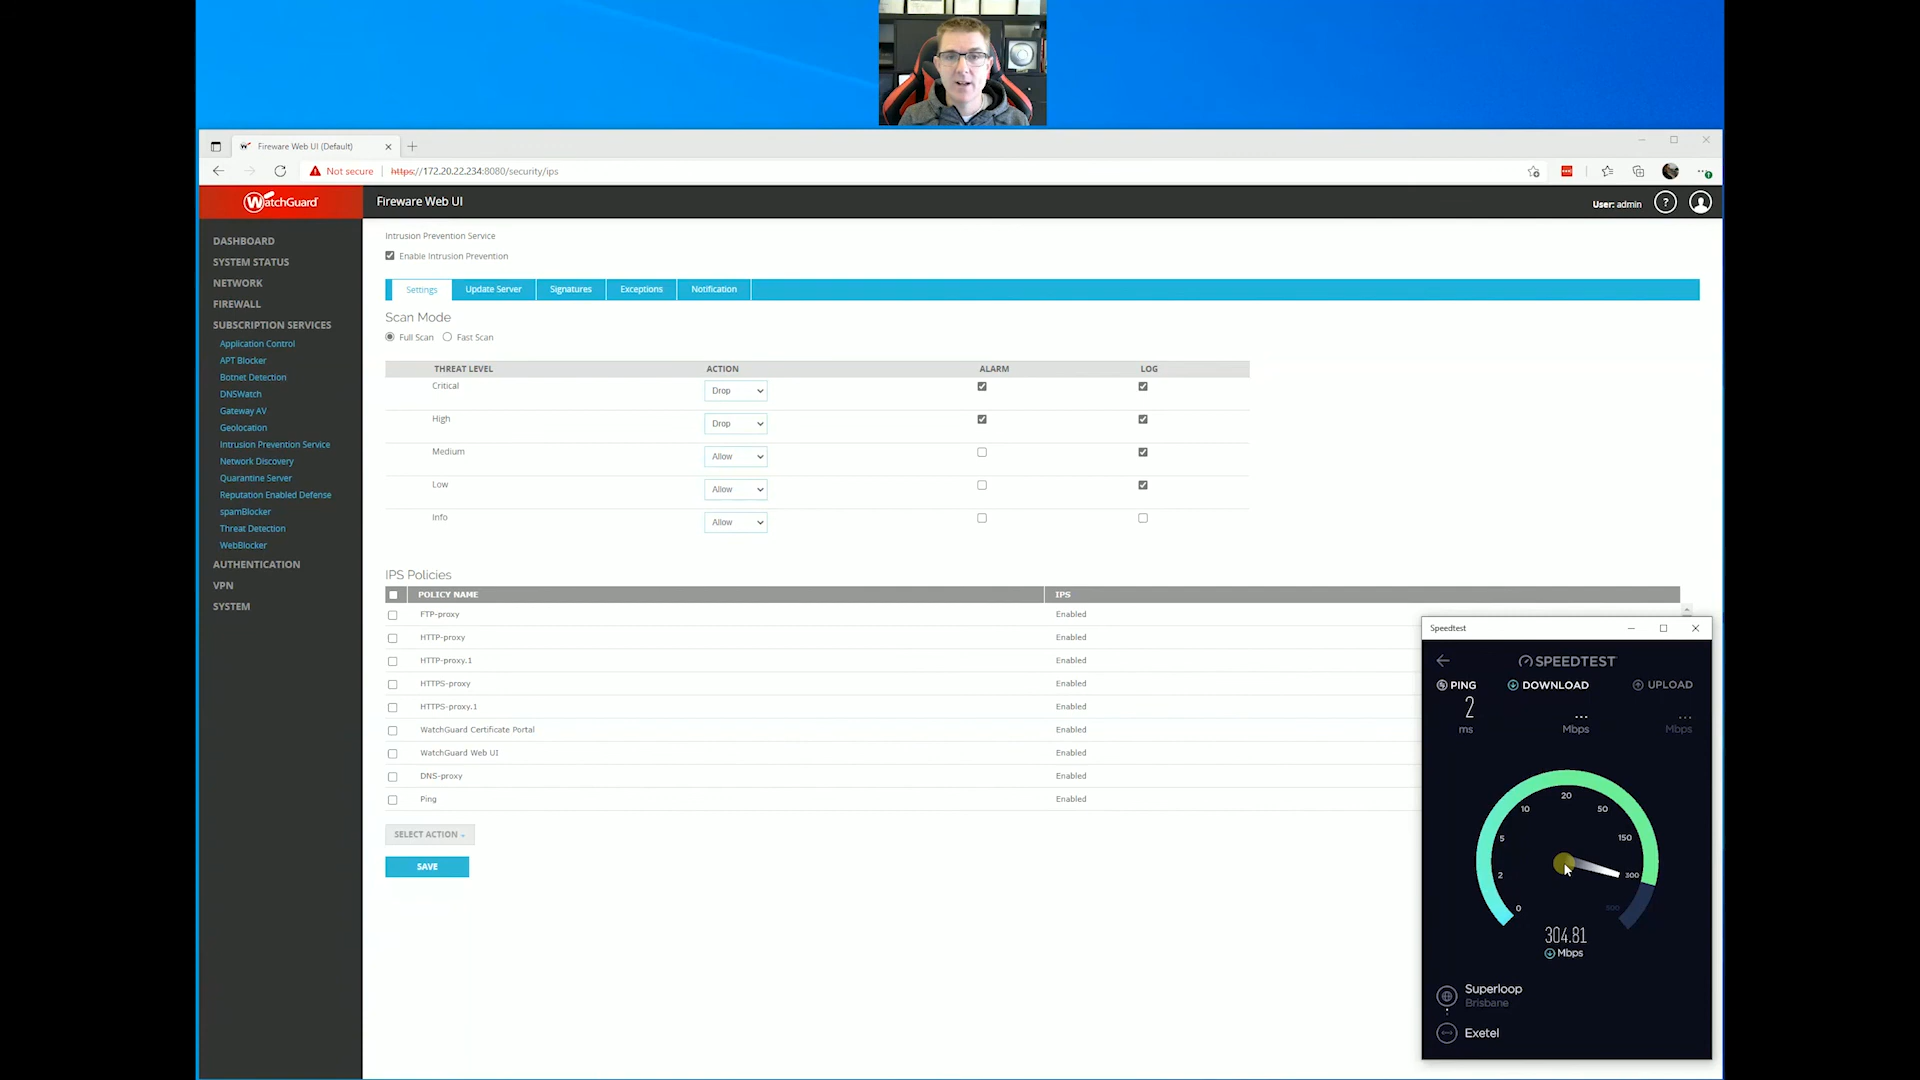 Fireware Web UI (Default)
Not secure https://172.20.22.234:8080/security/ips
WatchGuard Fireware Web UI User: admin ?
DASHBOARD
SYSTEM STATUS
NETWORK
FIREWALL
SUBSCRIPTION SERVICES
Application Control
APT Blocker
Botnet Detection
DNSWatch
Gateway AV
Geolocation
Intrusion Prevention Service
Network Discovery
Quarantine Server
Reputation Enabled Defense
spamBlocker
Threat Detection
WebBlocker
AUTHENTICATION
VPN
SYSTEM
Intrusion Prevention Service
Enable Intrusion Prevention
Settings Update Server Signatures Exceptions Notification
Scan Mode
Full Scan Fast Scan
THREAT LEVEL ACTION ALARM LOG
Critical Drop
High Drop
Medium Allow
Low Allow
Info Allow
IPS Policies
POLICY NAME IPS
FTP-proxy Enabled
HTTP-proxy Enabled
HTTP-proxy.1 Enabled
HTTPS-proxy Enabled
HTTPS-proxy.1 Enabled
WatchGuard Certificate Portal Enabled
WatchGuard Web UI Enabled
DNS-proxy Enabled
Ping Enabled
SELECT ACTION
SAVE
Speedtest
SPEEDTEST
PING DOWNLOAD UPLOAD
2 ... ...
ms Mbps Mbps
20
10 50
5 150
2 300
0 500
304.81
Mbps
Superloop
Brisbane
Exetel